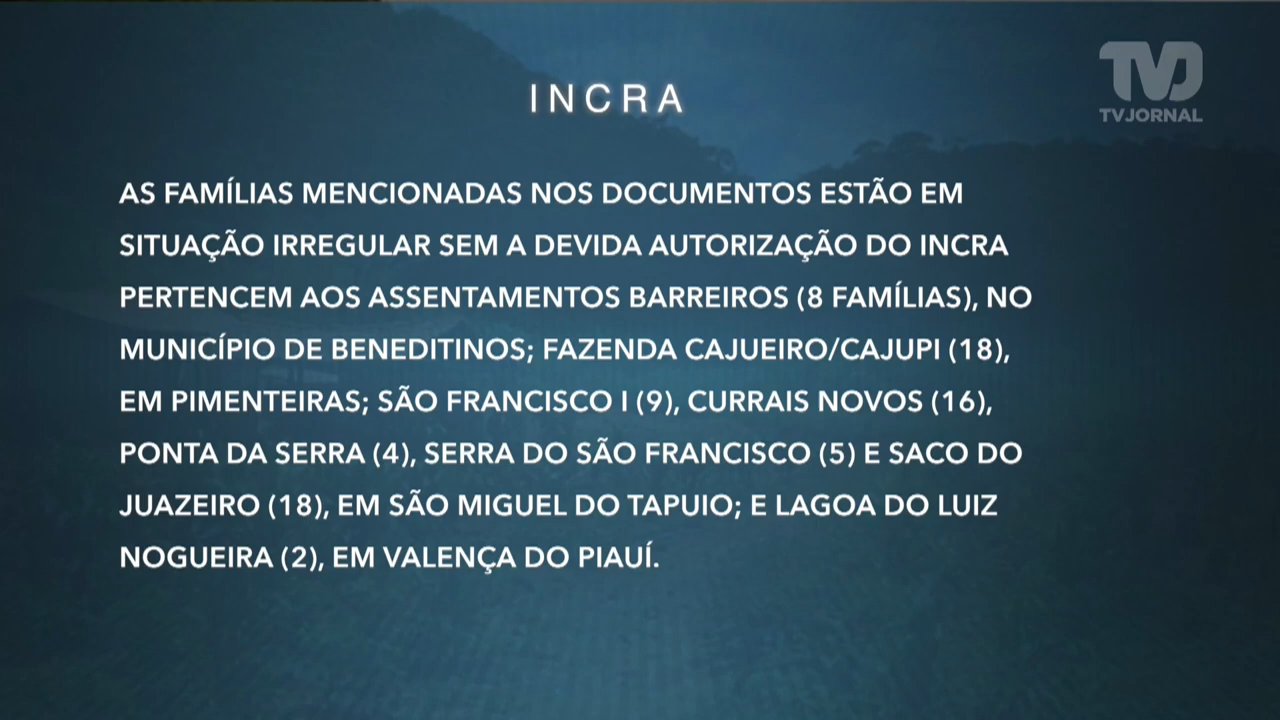 TVJ
TVJORNAL
INCRA
AS FAMÍLIAS MENCIONADAS NOS DOCUMENTOS ESTÃO EM
SITUAÇÃO IRREGULAR SEM A DEVIDA AUTORIZAÇÃO DO INCRA
PERTENCEM AOS ASSENTAMENTOS BARREIROS (8 FAMÍLIAS), NO
MUNICÍPIO DE BENEDITINOS; FAZENDA CAJUEIRO/CAJUPI (18),
EM PIMENTEIRAS; SÃO FRANCISCO I (9), CURRAIS NOVOS (16),
PONTA DA SERRA (4), SERRA DO SÃO FRANCISCO (5) E SACO DO
JUAZEIRO (18), EM SÃO MIGUEL DO TAPUIO; E LAGOA DO LUIZ
NOGUEIRA (2), EM VALENÇA DO PIAUÍ.